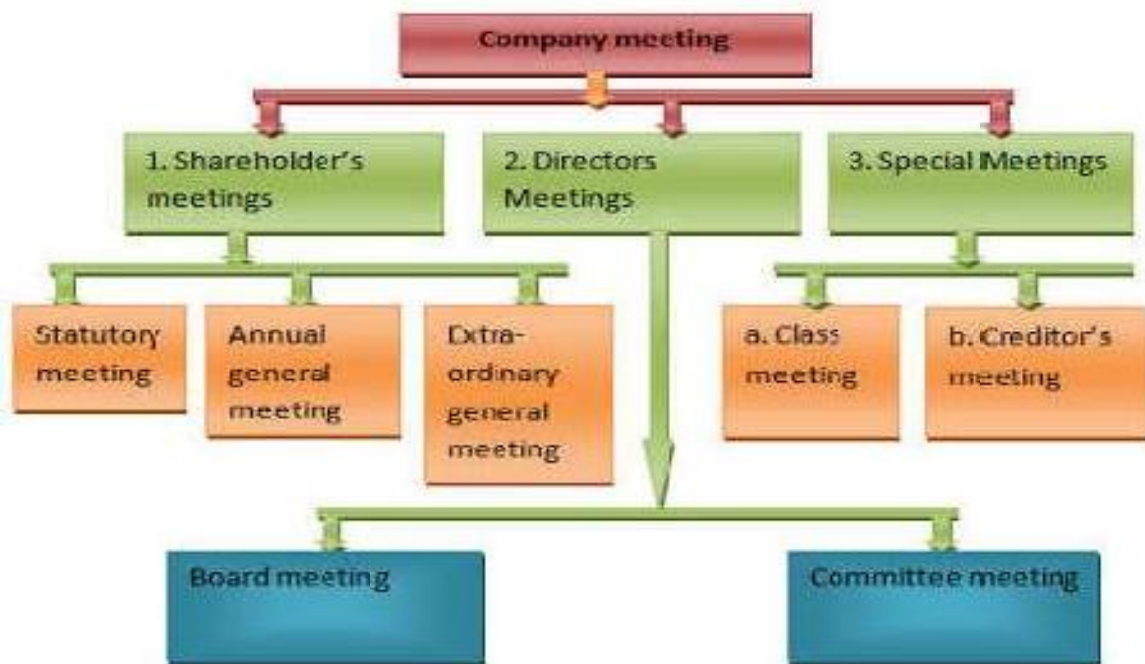 Company meeting
1. Shareholder's
meetings
2. Directors
Meetings
3. Special Meetings
Statutory
meeting
Annual
general
meeting
Extra-
ordinary
general
meeting
a. Class
meeting
b. Creditor's
meeting
Board meeting
Committee meeting